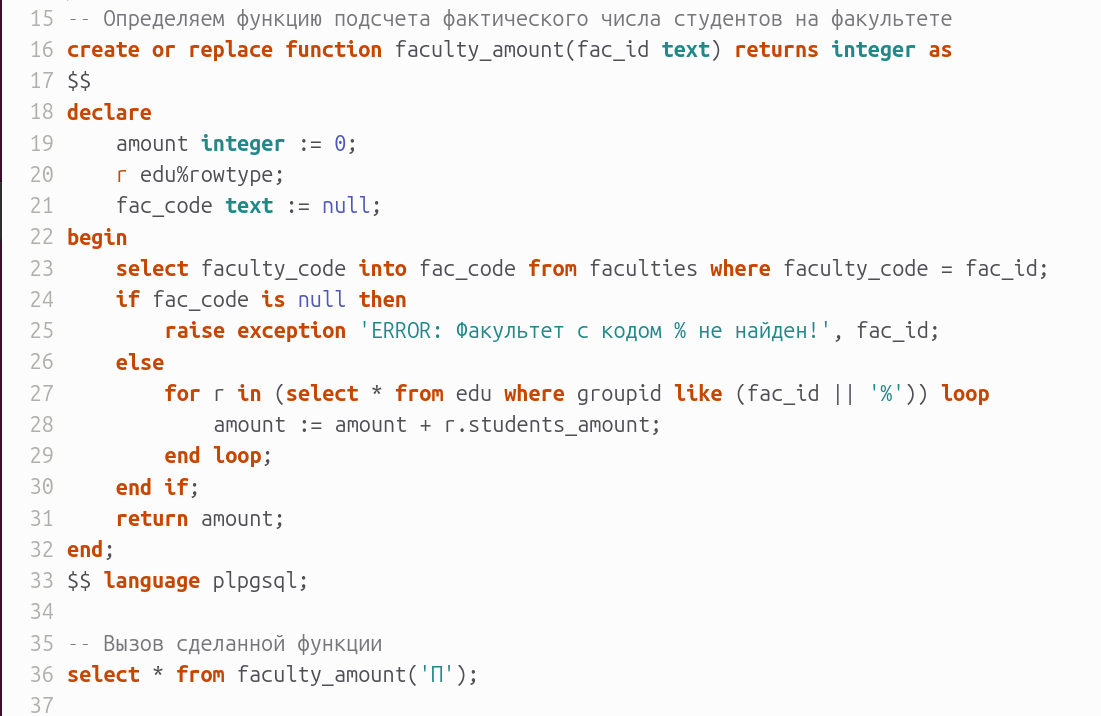 15 -- Определяем функцию подсчета фактического числа студентов на факультете
16 create or replace function faculty_amount(fac_id text) returns integer as
17 $$
18 declare
19     amount integer := 0;
20     r edu%rowtype;
21     fac_code text := null;
22 begin
23     select faculty_code into fac_code from faculties where faculty_code = fac_id;
24     if fac_code is null then
25         raise exception 'ERROR: Факультет с кодом % не найден!', fac_id;
26     else
27         for r in (select * from edu where groupid like (fac_id || '%')) loop
28             amount := amount + r.students_amount;
29         end loop;
30     end if;
31     return amount;
32 end;
33 $$ language plpgsql;
34
35 -- Вызов сделанной функции
36 select * from faculty_amount('П');
37